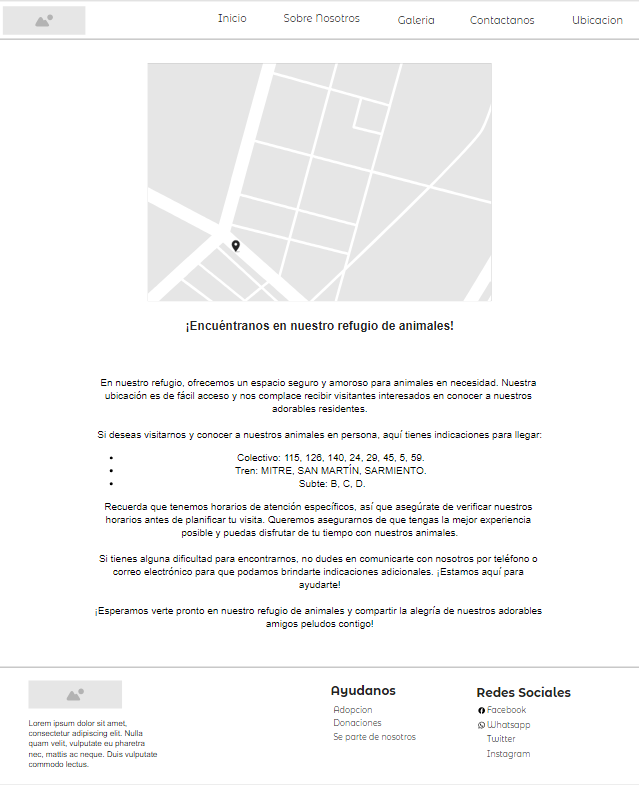 Inicio
Sobre Nosotros
Galeria
Contactanos
Ubicacion
¡Encuéntranos en nuestro refugio de animales!
En nuestro refugio, ofrecemos un espacio seguro y amoroso para animales en necesidad. Nuestra
ubicación es de fácil acceso y nos complace recibir visitantes interesados en conocer a nuestros
adorables residentes.
Si deseas visitarnos y conocer a nuestros animales en persona, aquí tienes indicaciones para llegar:
• Colectivo: 115, 126, 140, 24, 29, 45, 5, 59.
• Tren: MITRE, SAN MARTÍN, SARMIENTO.
• Subte: B, C, D.
Recuerda que tenemos horarios de atención específicos, así que asegúrate de verificar nuestros
horarios antes de planificar tu visita. Queremos asegurarnos de que tengas la mejor experiencia
posible y puedas disfrutar de tu tiempo con nuestros animales.
Si tienes alguna dificultad para encontrarnos, no dudes en comunicarte con nosotros por teléfono o
correo electrónico para que podamos brindarte indicaciones adicionales. ¡Estamos aquí para
ayudarte!
¡Esperamos verte pronto en nuestro refugio de animales y compartir la alegría de nuestros adorables
amigos peludos contigo!
Lorem ipsum dolor sit amet,
consectetur adipiscing elit. Nulla
quam velit, vulputate eu pharetra
nec, mattis ac neque. Duis vulputate
commodo lectus.
Ayudanos
Adopcion
Donaciones
Se parte de nosotros
Redes Sociales
Facebook
Whatsapp
Twitter
Instagram